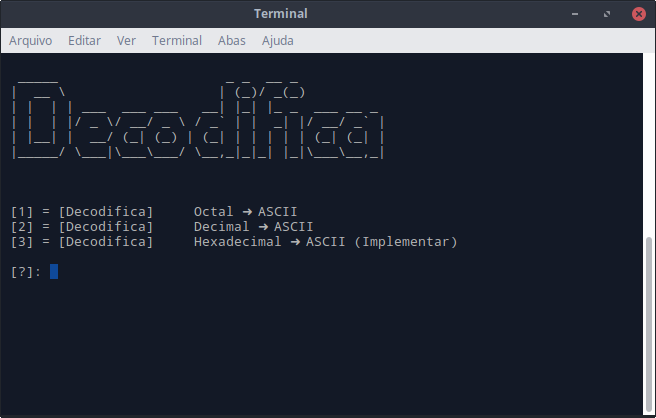 Terminal
Arquivo Editar Ver Terminal Abas Ajuda
Decodifica
[1] = [Decodifica] Octal ➜ ASCII
[2] = [Decodifica] Decimal ➜ ASCII
[3] = [Decodifica] Hexadecimal ➜ ASCII (Implementar)
[?]: